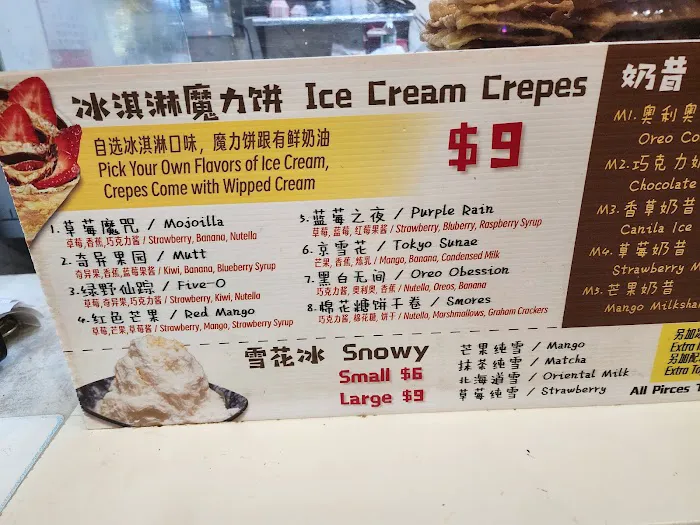 冰淇淋魔力饼 Ice Cream Crepes
自选冰淇淋口味，魔力饼跟有鲜奶油
Pick Your Own Flavors of Ice Cream,
Crepes Come with Wipped Cream
$9
1.草莓魔咒 / Mojoilla
草莓,香蕉,巧克力酱 / Strawberry, Banana, Nutella
2.奇异果园 / Mutt
奇异果,香蕉,蓝莓果酱 / Kiwi, Banana, Blueberry Syrup
3.绿野仙踪 / Five-O
草莓,奇异果,巧克力酱 / Strawberry, Kiwi, Nutella
4.红色芒果 / Red Mango
草莓,芒果,草莓酱 / Strawberry, Mango, Strawberry Syrup
5.蓝莓之夜 / Purple Rain
草莓,蓝莓,红莓果酱 / Strawberry, Bluberry, Raspberry Syrup
6.京雪花 / Tokyo Sunae
芒果,香蕉,炼乳 / Mango, Banana, Condensed Milk
7.黑白无间 / Oreo Obession
巧克力酱,奥利奥,香蕉 / Nutella, Oreos, Banana
8.棉花糖饼干卷 / Smores
巧克力酱,棉花糖,饼干 / Nutella, Marshmallows, Graham Crackers
雪花冰 Snowy
Small $6
Large $9
芒果纯雪 / Mango
抹茶纯雪 / Matcha
北海道雪 / Oriental Milk
草莓纯雪 / Strawberry
奶昔
M1.奥利奥
Oreo Co
M2.巧克力奶
Chocolate
M3.香草奶昔
Canila Ice
M4.草莓奶昔
Strawberry M
M5.芒果奶昔
Mango Milksha
另加
Extra
另加配
Extra To
All Pirces T